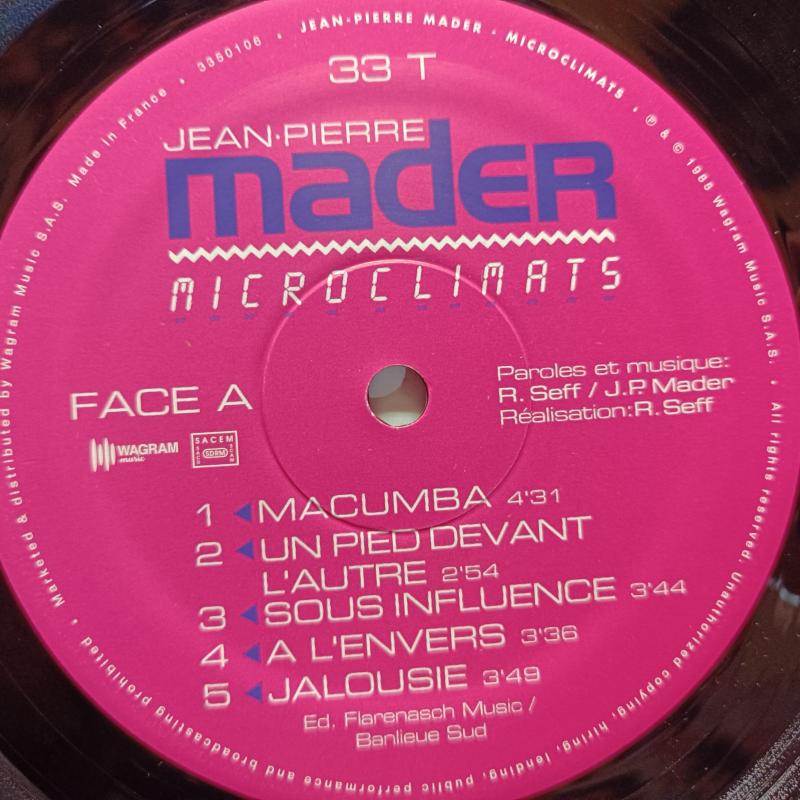 Marketed & distributed by Wagram Music S.A.S. Made in France • 3350106 • JEAN-PIERRE MADER - MICROCLIMATS • ℗ & © 1985 Wagram Music S.A.S. • All rights reserved. Unauthorized copying, hiring, lending, public performance and broadcasting prohibited •
33 T
JEAN-PIERRE
maDER
MICROCLIMATS
Paroles et musique:
R. Seff / J.P. Mader
Réalisation: R. Seff
FACE A
WAGRAM
music
SACEM
SDRM
1 MACUMBA 4'31
2 UN PIED DEVANT
L'AUTRE 2'54
3 SOUS INFLUENCE 3'44
4 A L'ENVERS 3'36
5 JALOUSIE 3'49
Ed. Flarenasch Music /
Banlieue Sud